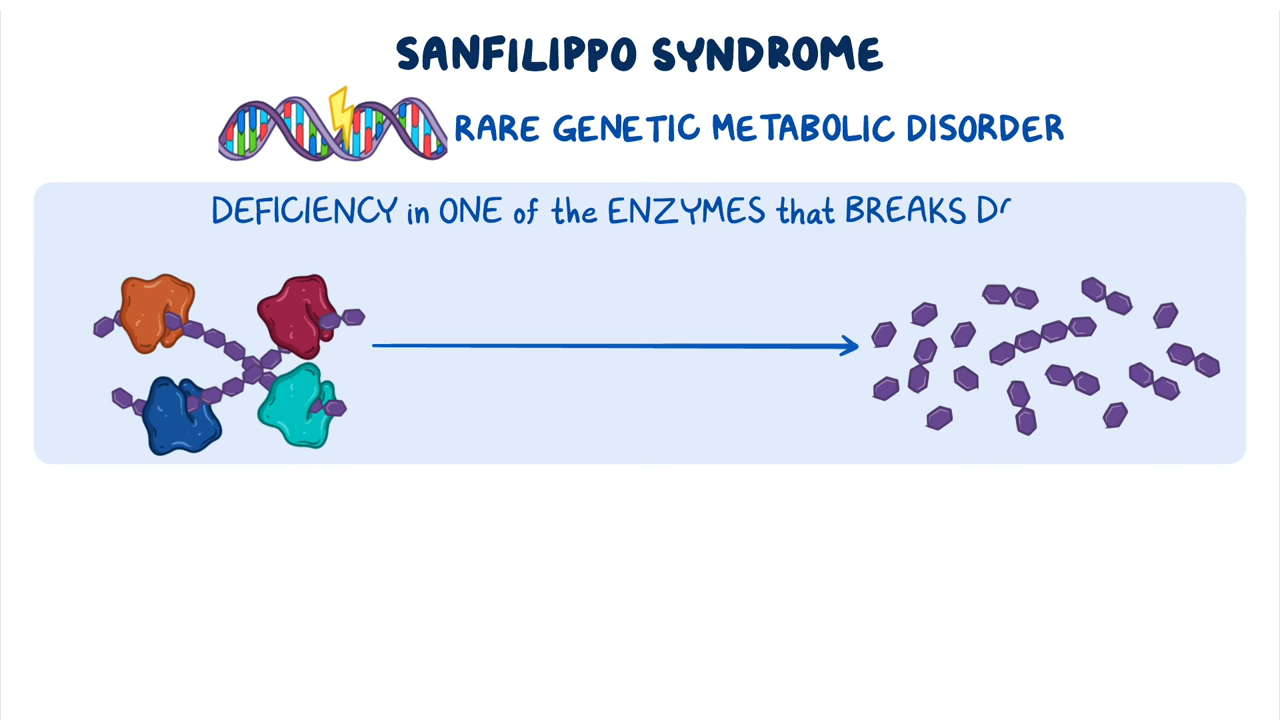 SANFILIPPO SYNDROME
RARE GENETIC METABOLIC DISORDER
DEFICIENCY in ONE of the ENZYMES that BREAKS